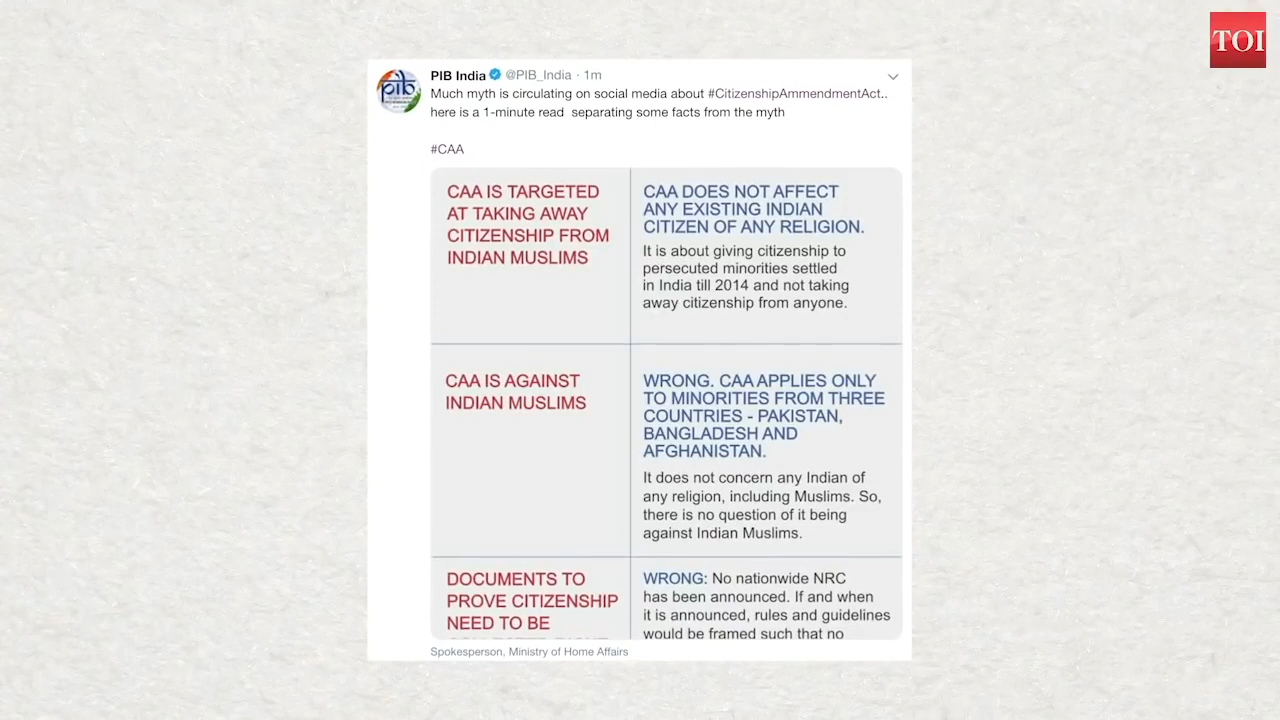 TOI
PIB India @PIB_India · 1m
Much myth is circulating on social media about #CitizenshipAmmendmentAct..
here is a 1-minute read separating some facts from the myth
#CAA
CAA IS TARGETED
AT TAKING AWAY
CITIZENSHIP FROM
INDIAN MUSLIMS
CAA DOES NOT AFFECT
ANY EXISTING INDIAN
CITIZEN OF ANY RELIGION.
It is about giving citizenship to
persecuted minorities settled
in India till 2014 and not taking
away citizenship from anyone.
CAA IS AGAINST
INDIAN MUSLIMS
WRONG. CAA APPLIES ONLY
TO MINORITIES FROM THREE
COUNTRIES - PAKISTAN,
BANGLADESH AND
AFGHANISTAN.
It does not concern any Indian of
any religion, including Muslims. So,
there is no question of it being
against Indian Muslims.
DOCUMENTS TO
PROVE CITIZENSHIP
NEED TO BE
WRONG: No nationwide NRC
has been announced. If and when
it is announced, rules and guidelines
would be framed such that no
Spokesperson, Ministry of Home Affairs